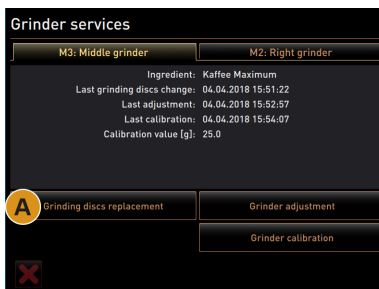 Grinder services
M3: Middle grinder
M2: Right grinder
Ingredient: Kaffee Maximum
Last grinding discs change: 04.04.2018 15:51:22
Last adjustment: 04.04.2018 15:52:57
Last calibration: 04.04.2018 15:54:07
Calibration value [g]: 25.0
A
Grinding discs replacement
Grinder adjustment
Grinder calibration